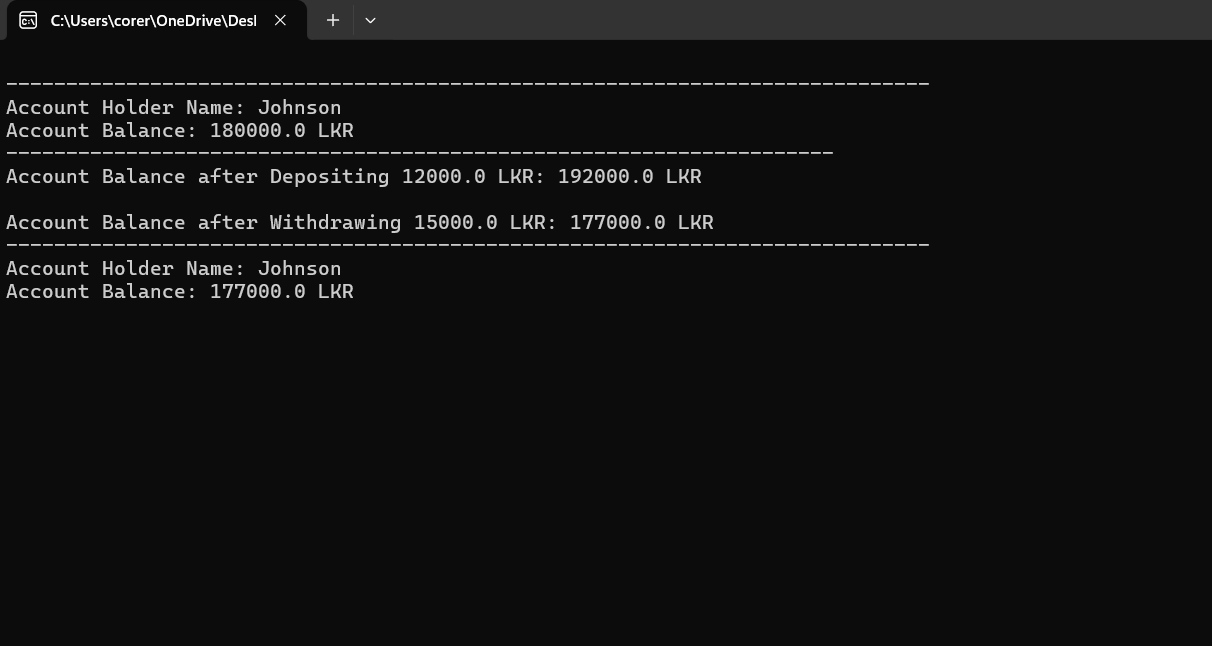 C:\Users\corer\OneDrive\Desl
-----------------------------------------------------------------------------
Account Holder Name: Johnson
Account Balance: 180000.0 LKR
---------------------------------------------------------------------
Account Balance after Depositing 12000.0 LKR: 192000.0 LKR
Account Balance after Withdrawing 15000.0 LKR: 177000.0 LKR
-----------------------------------------------------------------------------
Account Holder Name: Johnson
Account Balance: 177000.0 LKR